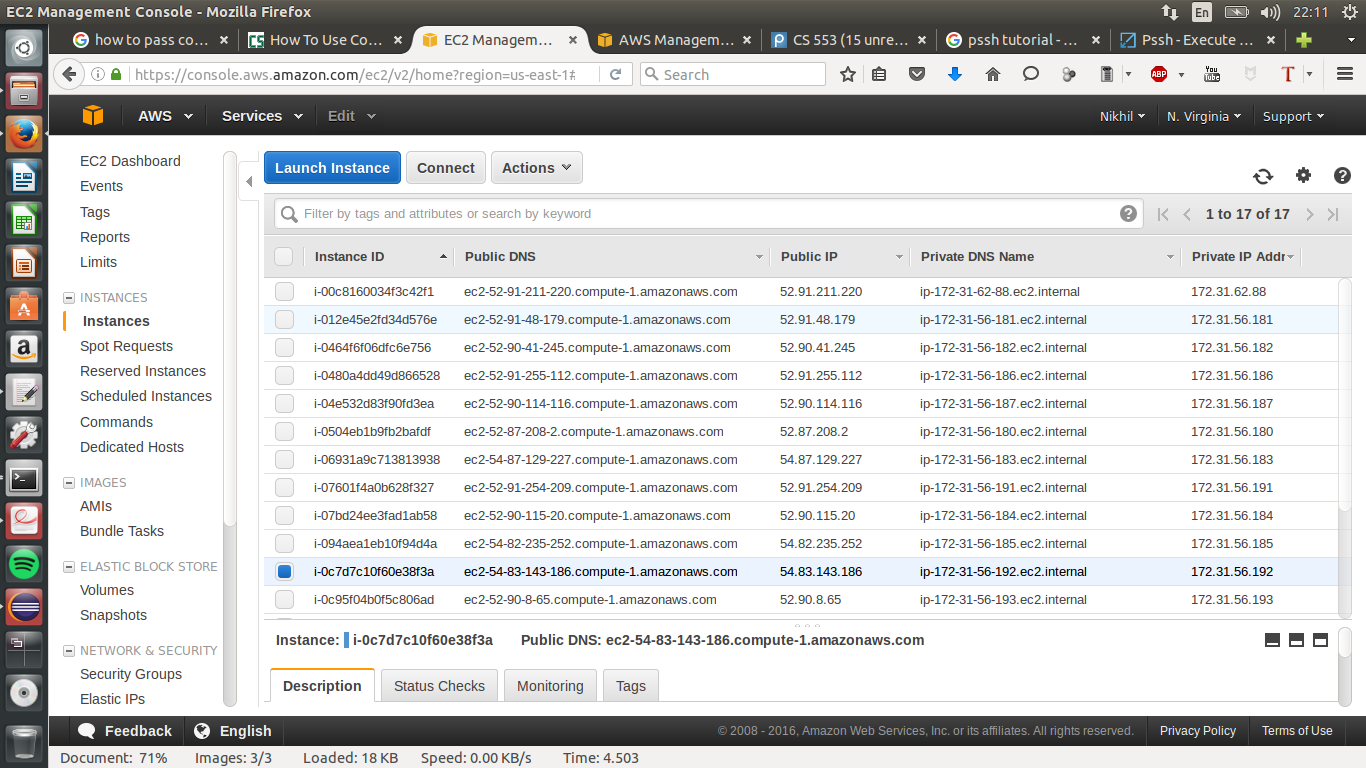 EC2 Management Console - Mozilla Firefox
En
22:11
how to pass co...
How To Use Co...
EC2 Managem...
AWS Managem...
CS 553 (15 unre...
pssh tutorial - ...
Pssh - Execute ...
https://console.aws.amazon.com/ec2/v2/home?region=us-east-1#
Search
ABP
You
Tube
T
AWS Services Edit
Nikhil N. Virginia Support
EC2 Dashboard
Events
Tags
Reports
Limits
INSTANCES
Instances
Spot Requests
Reserved Instances
Scheduled Instances
Commands
Dedicated Hosts
IMAGES
AMIs
Bundle Tasks
ELASTIC BLOCK STORE
Volumes
Snapshots
NETWORK & SECURITY
Security Groups
Elastic IPs
Launch Instance Connect Actions
Filter by tags and attributes or search by keyword
1 to 17 of 17
Instance ID Public DNS Public IP Private DNS Name Private IP Addr
i-00c8160034f3c42f1 ec2-52-91-211-220.compute-1.amazonaws.com 52.91.211.220 ip-172-31-62-88.ec2.internal 172.31.62.88
i-012e45e2fd34d576e ec2-52-91-48-179.compute-1.amazonaws.com 52.91.48.179 ip-172-31-56-181.ec2.internal 172.31.56.181
i-0464f6f06dfc6e756 ec2-52-90-41-245.compute-1.amazonaws.com 52.90.41.245 ip-172-31-56-182.ec2.internal 172.31.56.182
i-0480a4dd49d866528 ec2-52-91-255-112.compute-1.amazonaws.com 52.91.255.112 ip-172-31-56-186.ec2.internal 172.31.56.186
i-04e532d83f90fd3ea ec2-52-90-114-116.compute-1.amazonaws.com 52.90.114.116 ip-172-31-56-187.ec2.internal 172.31.56.187
i-0504eb1b9fb2bafdf ec2-52-87-208-2.compute-1.amazonaws.com 52.87.208.2 ip-172-31-56-180.ec2.internal 172.31.56.180
i-06931a9c713813938 ec2-54-87-129-227.compute-1.amazonaws.com 54.87.129.227 ip-172-31-56-183.ec2.internal 172.31.56.183
i-07601f4a0b628f327 ec2-52-91-254-209.compute-1.amazonaws.com 52.91.254.209 ip-172-31-56-191.ec2.internal 172.31.56.191
i-07bd24ee3fad1ab58 ec2-52-90-115-20.compute-1.amazonaws.com 52.90.115.20 ip-172-31-56-184.ec2.internal 172.31.56.184
i-094aea1eb10f94d4a ec2-54-82-235-252.compute-1.amazonaws.com 54.82.235.252 ip-172-31-56-185.ec2.internal 172.31.56.185
i-0c7d7c10f60e38f3a ec2-54-83-143-186.compute-1.amazonaws.com 54.83.143.186 ip-172-31-56-192.ec2.internal 172.31.56.192
i-0c95f04b0f5c806ad ec2-52-90-8-65.compute-1.amazonaws.com 52.90.8.65 ip-172-31-56-193.ec2.internal 172.31.56.193
Instance: i-0c7d7c10f60e38f3a Public DNS: ec2-54-83-143-186.compute-1.amazonaws.com
Description Status Checks Monitoring Tags
Feedback English
© 2008 - 2016, Amazon Web Services, Inc. or its affiliates. All rights reserved. Privacy Policy Terms of Use
Document: 71% Images: 3/3 Loaded: 18 KB Speed: 0.00 KB/s Time: 4.503